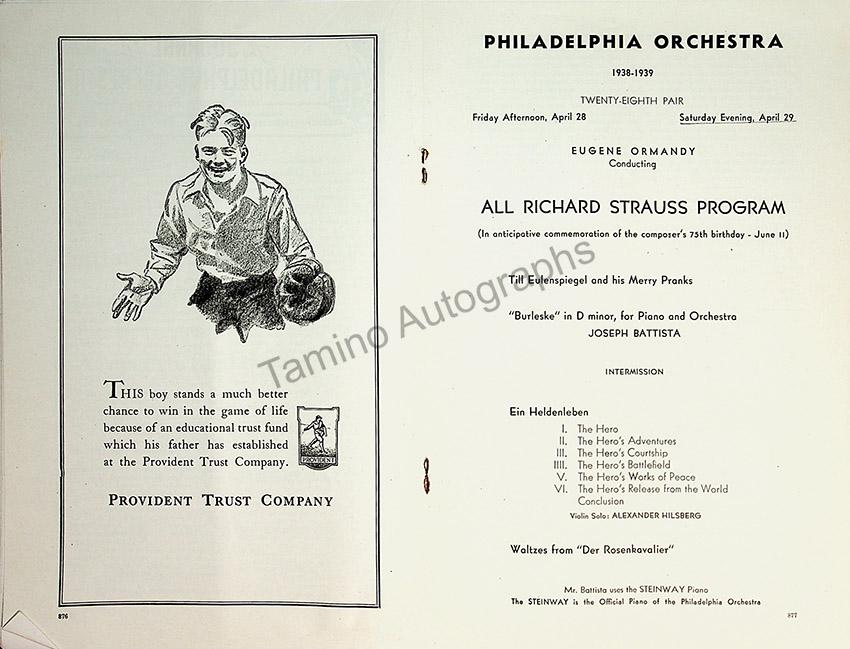 THIS boy stands a much better
chance to win in the game of life
because of an educational trust fund
which his father has established
at the Provident Trust Company.
PROVIDENT
PROVIDENT TRUST COMPANY
876
PHILADELPHIA ORCHESTRA
1938-1939
TWENTY-EIGHTH PAIR
Friday Afternoon, April 28 Saturday Evening, April 29
EUGENE ORMANDY
Conducting
ALL RICHARD STRAUSS PROGRAM
(In anticipative commemoration of the composer's 75th birthday - June 11)
Till Eulenspiegel and his Merry Pranks
"Burleske" in D minor, for Piano and Orchestra
JOSEPH BATTISTA
INTERMISSION
Ein Heldenleben
I. The Hero
II. The Hero's Adventures
III. The Hero's Courtship
IIII. The Hero's Battlefield
V. The Hero's Works of Peace
VI. The Hero's Release from the World
Conclusion
Violin Solo: ALEXANDER HILSBERG
Waltzes from "Der Rosenkavalier"
Mr. Battista uses the STEINWAY Piano
The STEINWAY is the Official Piano of the Philadelphia Orchestra
877
Tamino Autographs